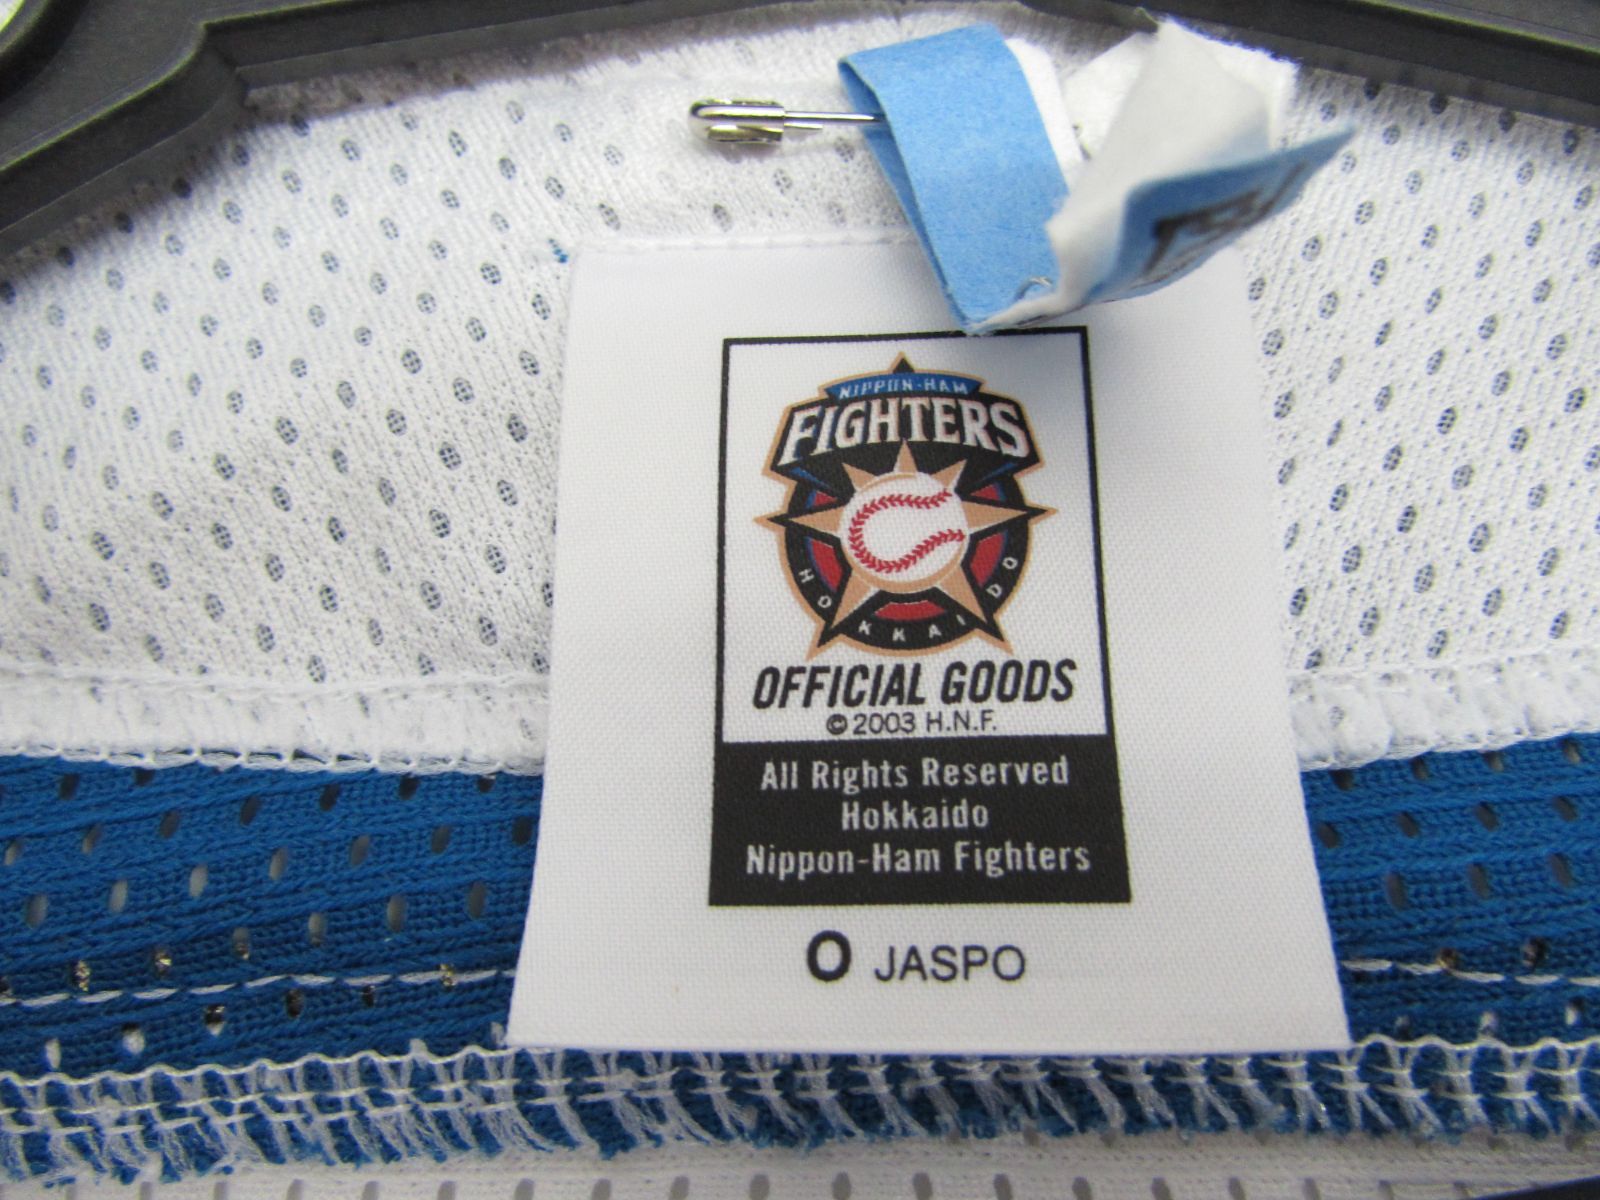 NIPPON-HAM
FIGHTERS
HOKKAIDO
OFFICIAL GOODS
© 2003 H.N.F.
All Rights Reserved
Hokkaido
Nippon-Ham Fighters
O JASPO